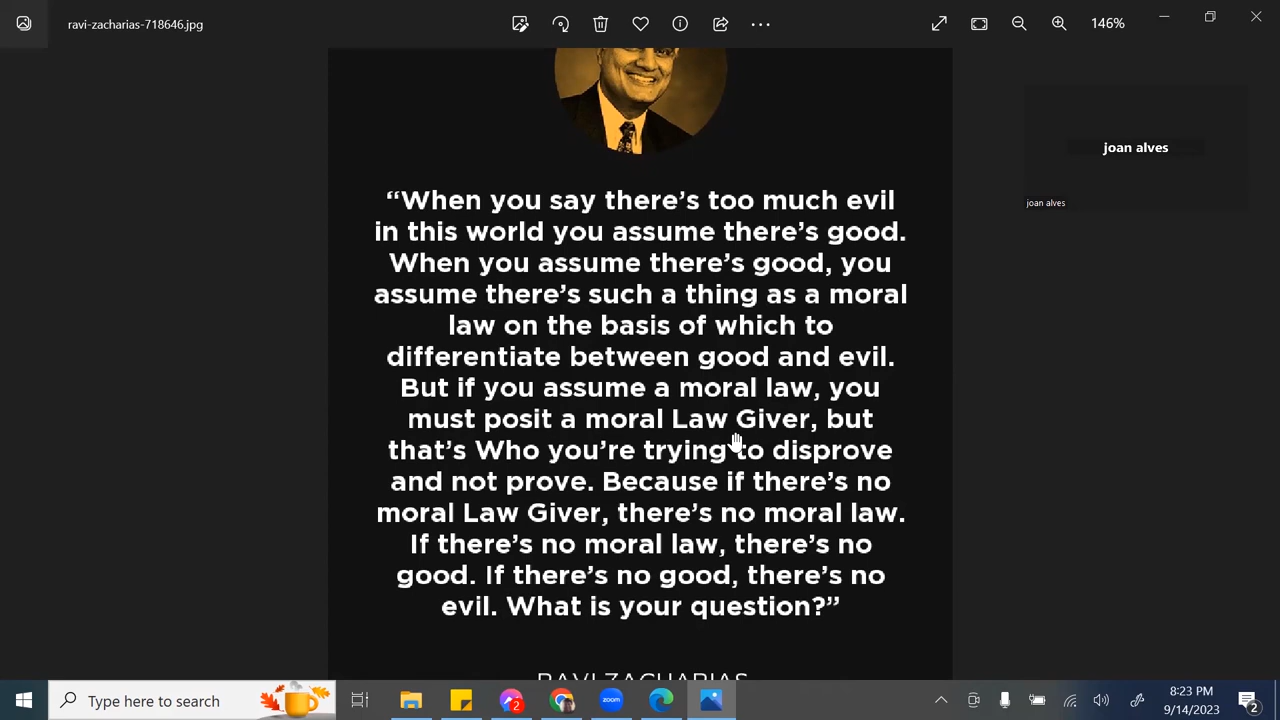 ravi-zacharias-718646.jpg
146%
joan alves
joan alves
“When you say there’s too much evil
in this world you assume there’s good.
When you assume there’s good, you
assume there’s such a thing as a moral
law on the basis of which to
differentiate between good and evil.
But if you assume a moral law, you
must posit a moral Law Giver, but
that’s Who you’re trying to disprove
and not prove. Because if there’s no
moral Law Giver, there’s no moral law.
If there’s no moral law, there’s no
good. If there’s no good, there’s no
evil. What is your question?”
RAVI ZACHARIAS
Type here to search
2
zoom
8:23 PM
9/14/2023
2